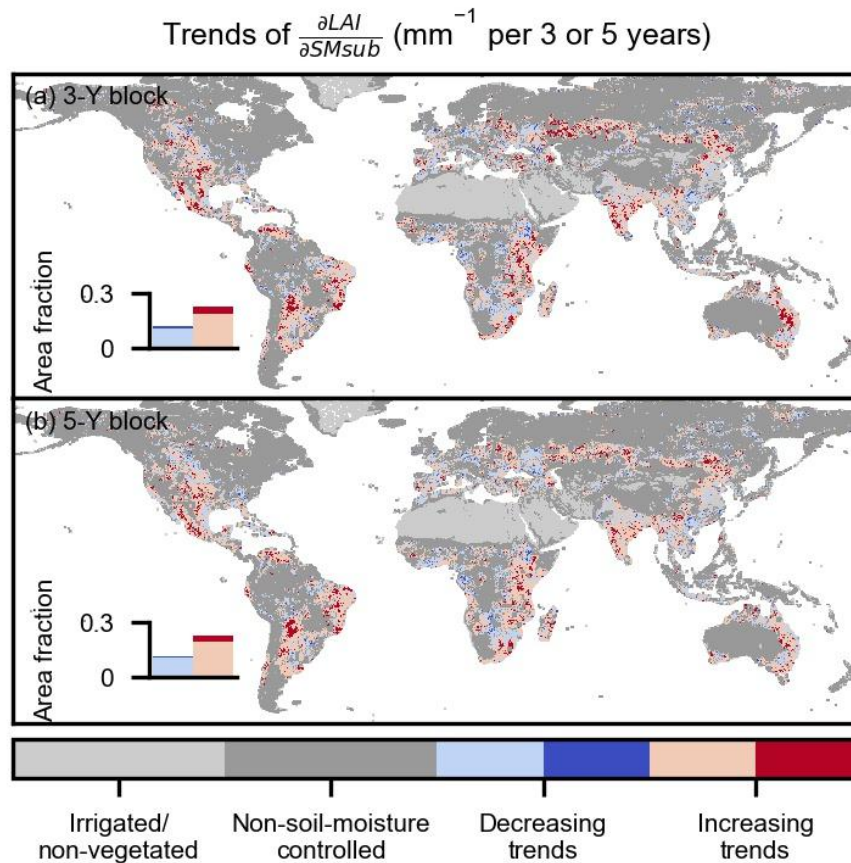 Trends of ∂LAI/∂SMsub (mm⁻¹ per 3 or 5 years)
(a) 3-Y block
Area fraction
0.3
0
(b) 5-Y block
Area fraction
0.3
0
Irrigated/
non-vegetated
Non-soil-moisture
controlled
Decreasing
trends
Increasing
trends